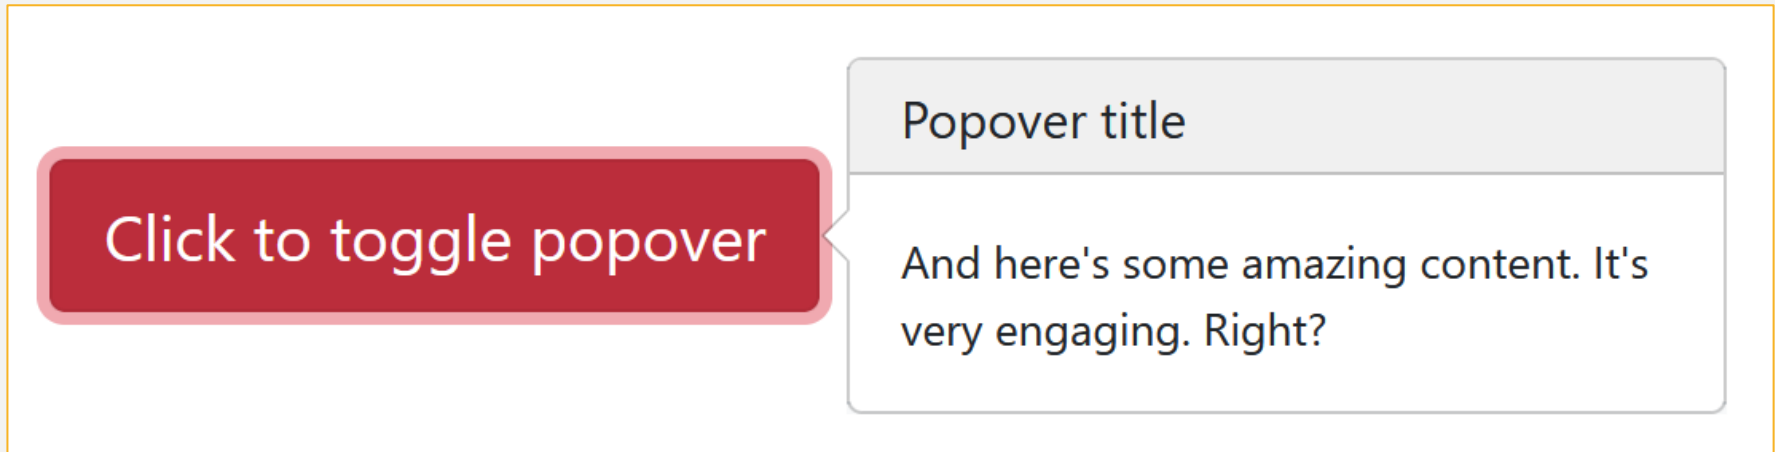 Click to toggle popover
Popover title
And here's some amazing content. It's
very engaging. Right?